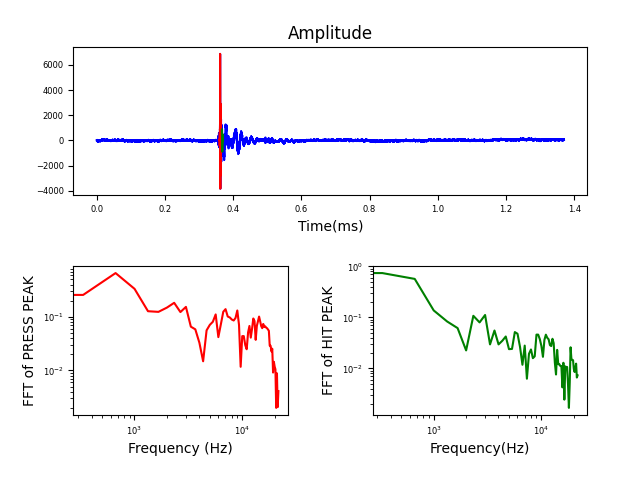 Amplitude
6000
4000
2000
0
−2000
−4000
0.0 0.2 0.4 0.6 0.8 1.0 1.2 1.4
Time(ms)
FFT of PRESS PEAK
10⁻¹
10⁻²
10³ 10⁴
Frequency (Hz)
FFT of HIT PEAK
10⁰
10⁻¹
10⁻²
10³ 10⁴
Frequency(Hz)